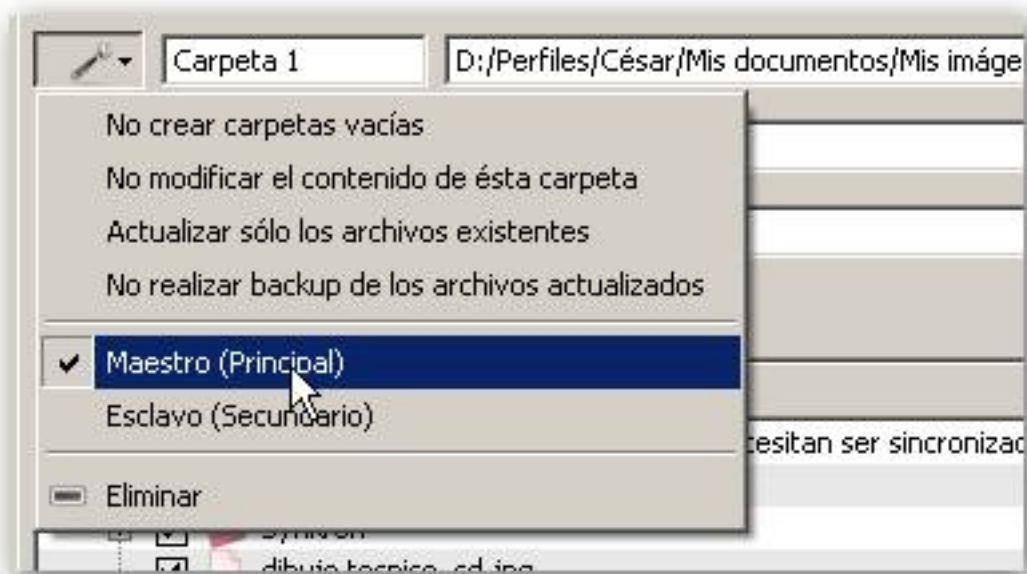 Carpeta 1
D:/Perfiles/César/Mis documentos/Mis imáge
No crear carpetas vacías
No modificar el contenido de ésta carpeta
Actualizar sólo los archivos existentes
No realizar backup de los archivos actualizados
Maestro (Principal)
Esclavo (Secundario)
cesitan ser sincronizad
Eliminar